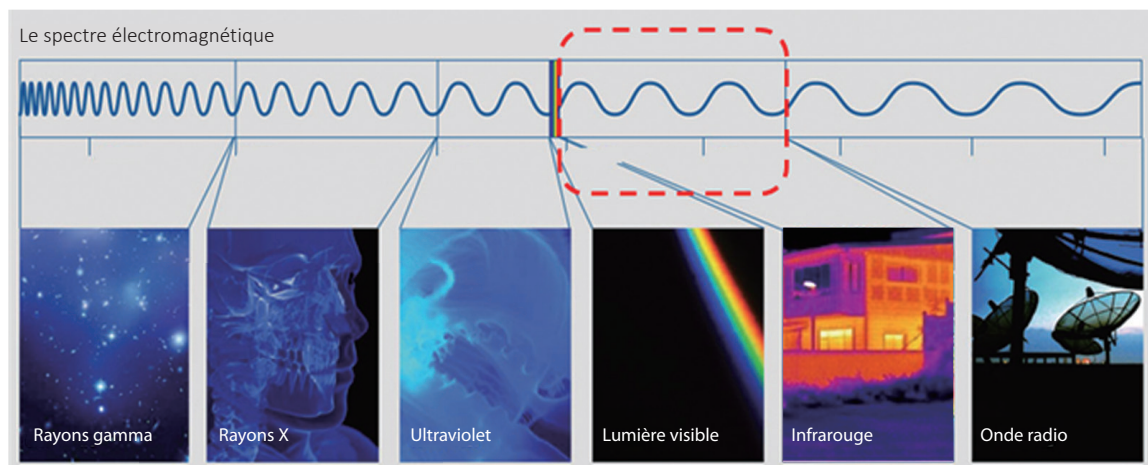 Le spectre électromagnétique
Rayons gamma
Rayons X
Ultraviolet
Lumière visible
Infrarouge
Onde radio